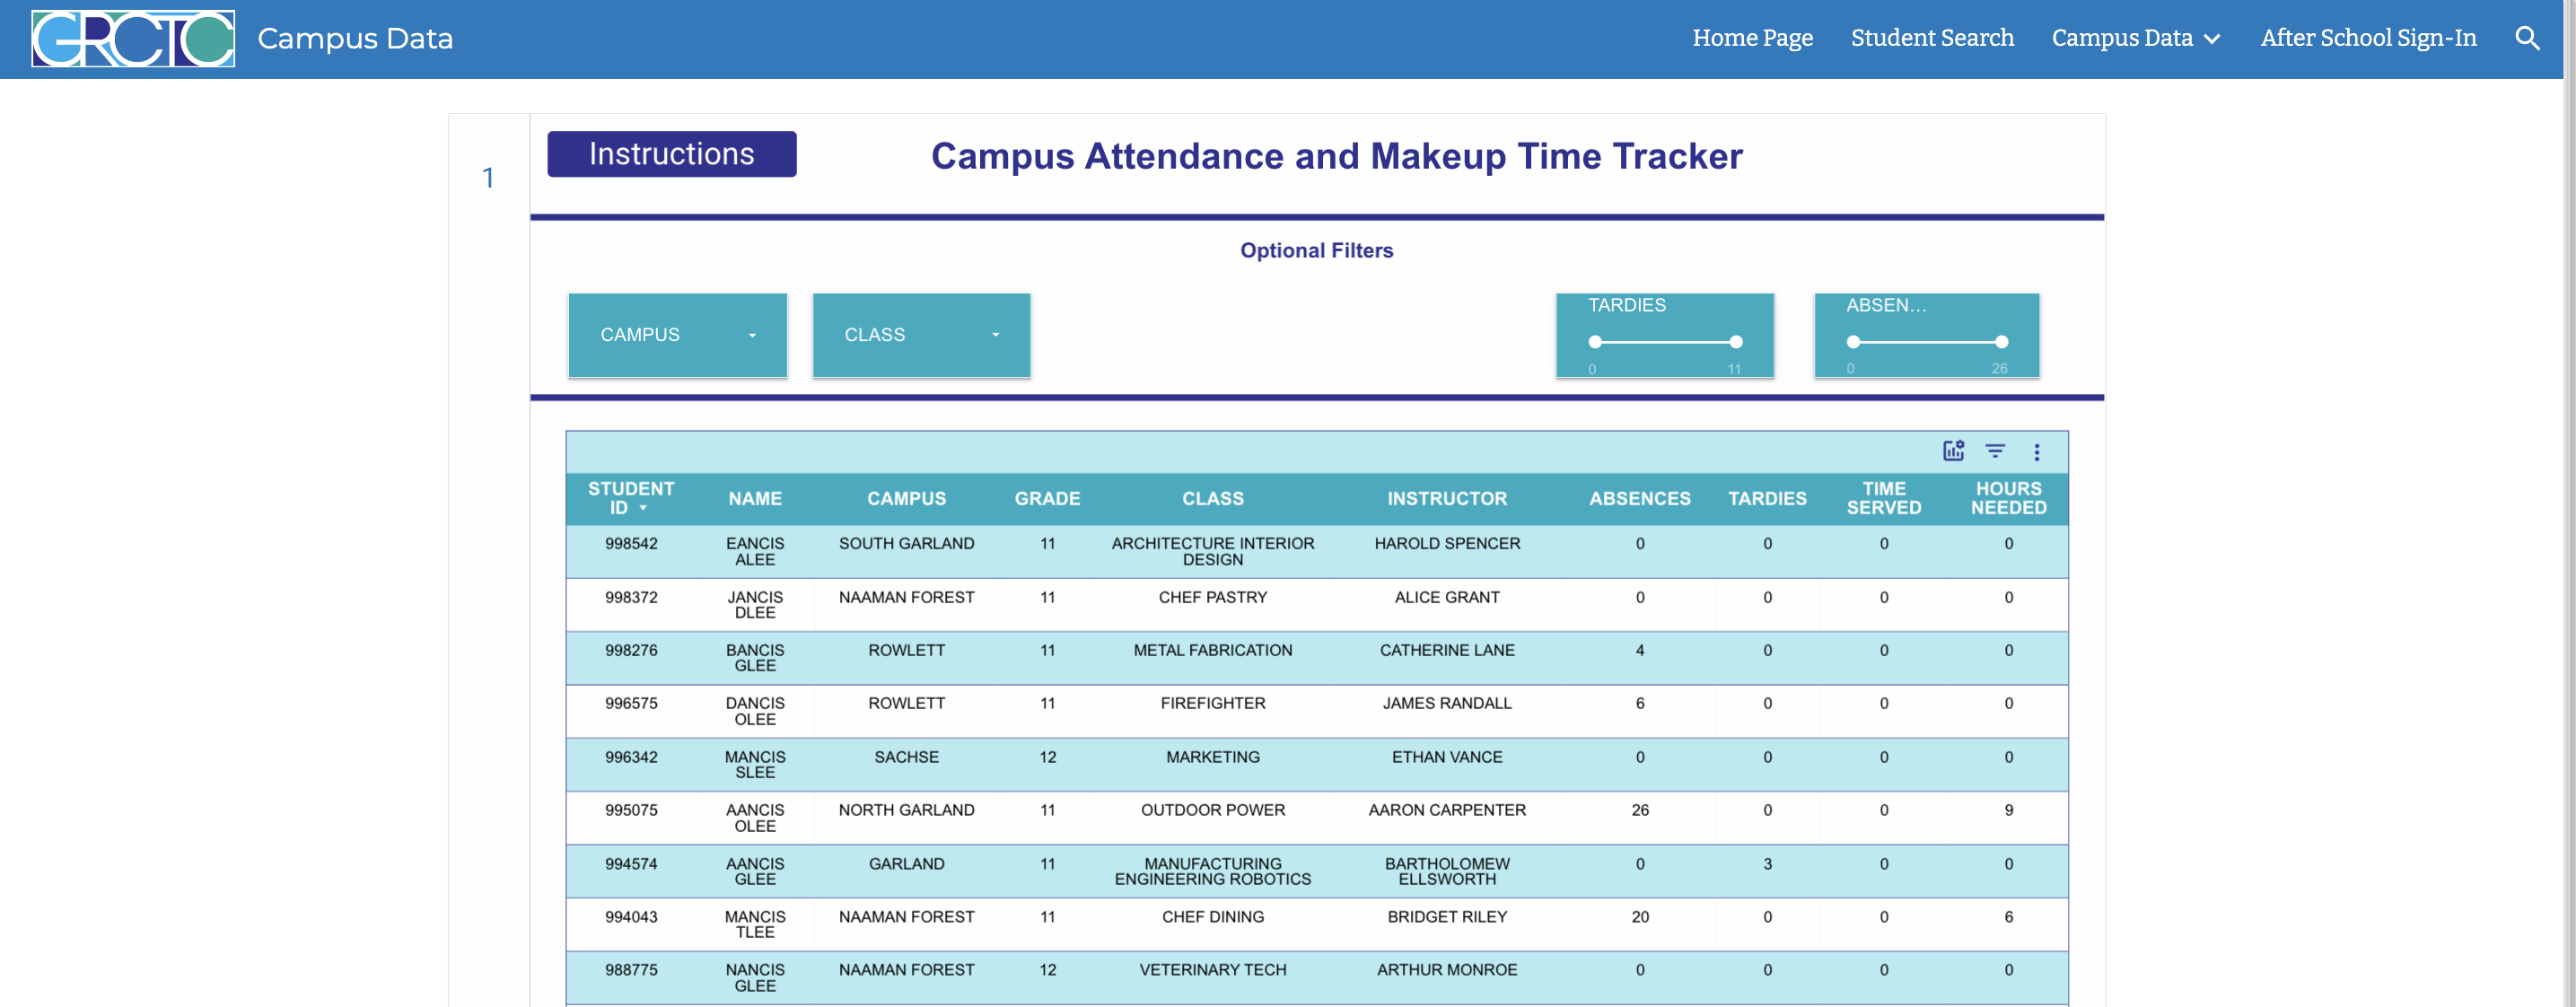 GRCTC Campus Data Home Page Student Search Campus Data After School Sign-In
1
Instructions Campus Attendance and Makeup Time Tracker
Optional Filters
CAMPUS CLASS
TARDIES
0 11
ABSEN...
0 26
STUDENT ID NAME CAMPUS GRADE CLASS INSTRUCTOR ABSENCES TARDIES TIME SERVED HOURS NEEDED
998542 EANCIS ALEE SOUTH GARLAND 11 ARCHITECTURE INTERIOR DESIGN HAROLD SPENCER 0 0 0 0
998372 JANCIS DLEE NAAMAN FOREST 11 CHEF PASTRY ALICE GRANT 0 0 0 0
998276 BANCIS GLEE ROWLETT 11 METAL FABRICATION CATHERINE LANE 4 0 0 0
996575 DANCIS OLEE ROWLETT 11 FIREFIGHTER JAMES RANDALL 6 0 0 0
996342 MANCIS SLEE SACHSE 12 MARKETING ETHAN VANCE 0 0 0 0
995075 AANCIS OLEE NORTH GARLAND 11 OUTDOOR POWER AARON CARPENTER 26 0 0 9
994574 AANCIS GLEE GARLAND 11 MANUFACTURING ENGINEERING ROBOTICS BARTHOLOMEW ELLSWORTH 0 3 0 0
994043 MANCIS TLEE NAAMAN FOREST 11 CHEF DINING BRIDGET RILEY 20 0 0 6
988775 NANCIS GLEE NAAMAN FOREST 12 VETERINARY TECH ARTHUR MONROE 0 0 0 0